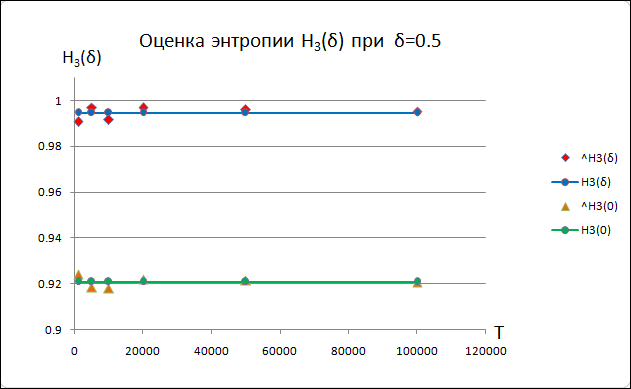 Оценка энтропии H₃(δ) при δ=0.5
H₃(δ)
1
0.98
0.96
0.94
0.92
0.9
0 20000 40000 60000 80000 100000 120000
T
^H3(δ)
H3(δ)
^H3(0)
H3(0)